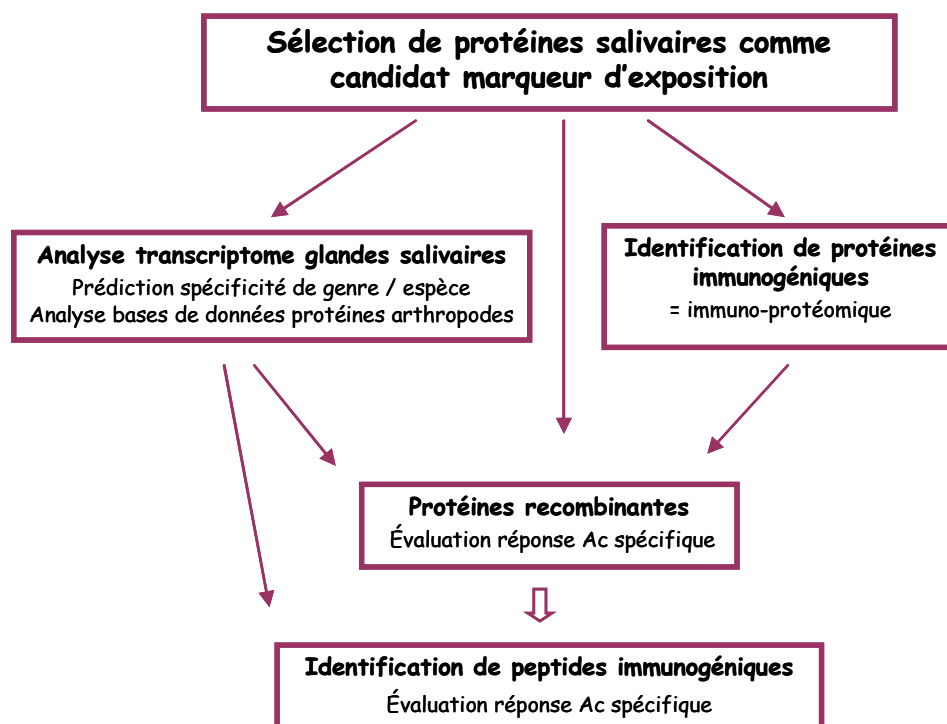 Sélection de protéines salivaires comme
candidat marqueur d'exposition
Analyse transcriptome glandes salivaires
Prédiction spécificité de genre / espèce
Analyse bases de données protéines arthropodes
Identification de protéines
immunogéniques
= immuno-protéomique
Protéines recombinantes
Évaluation réponse Ac spécifique
Identification de peptides immunogéniques
Évaluation réponse Ac spécifique